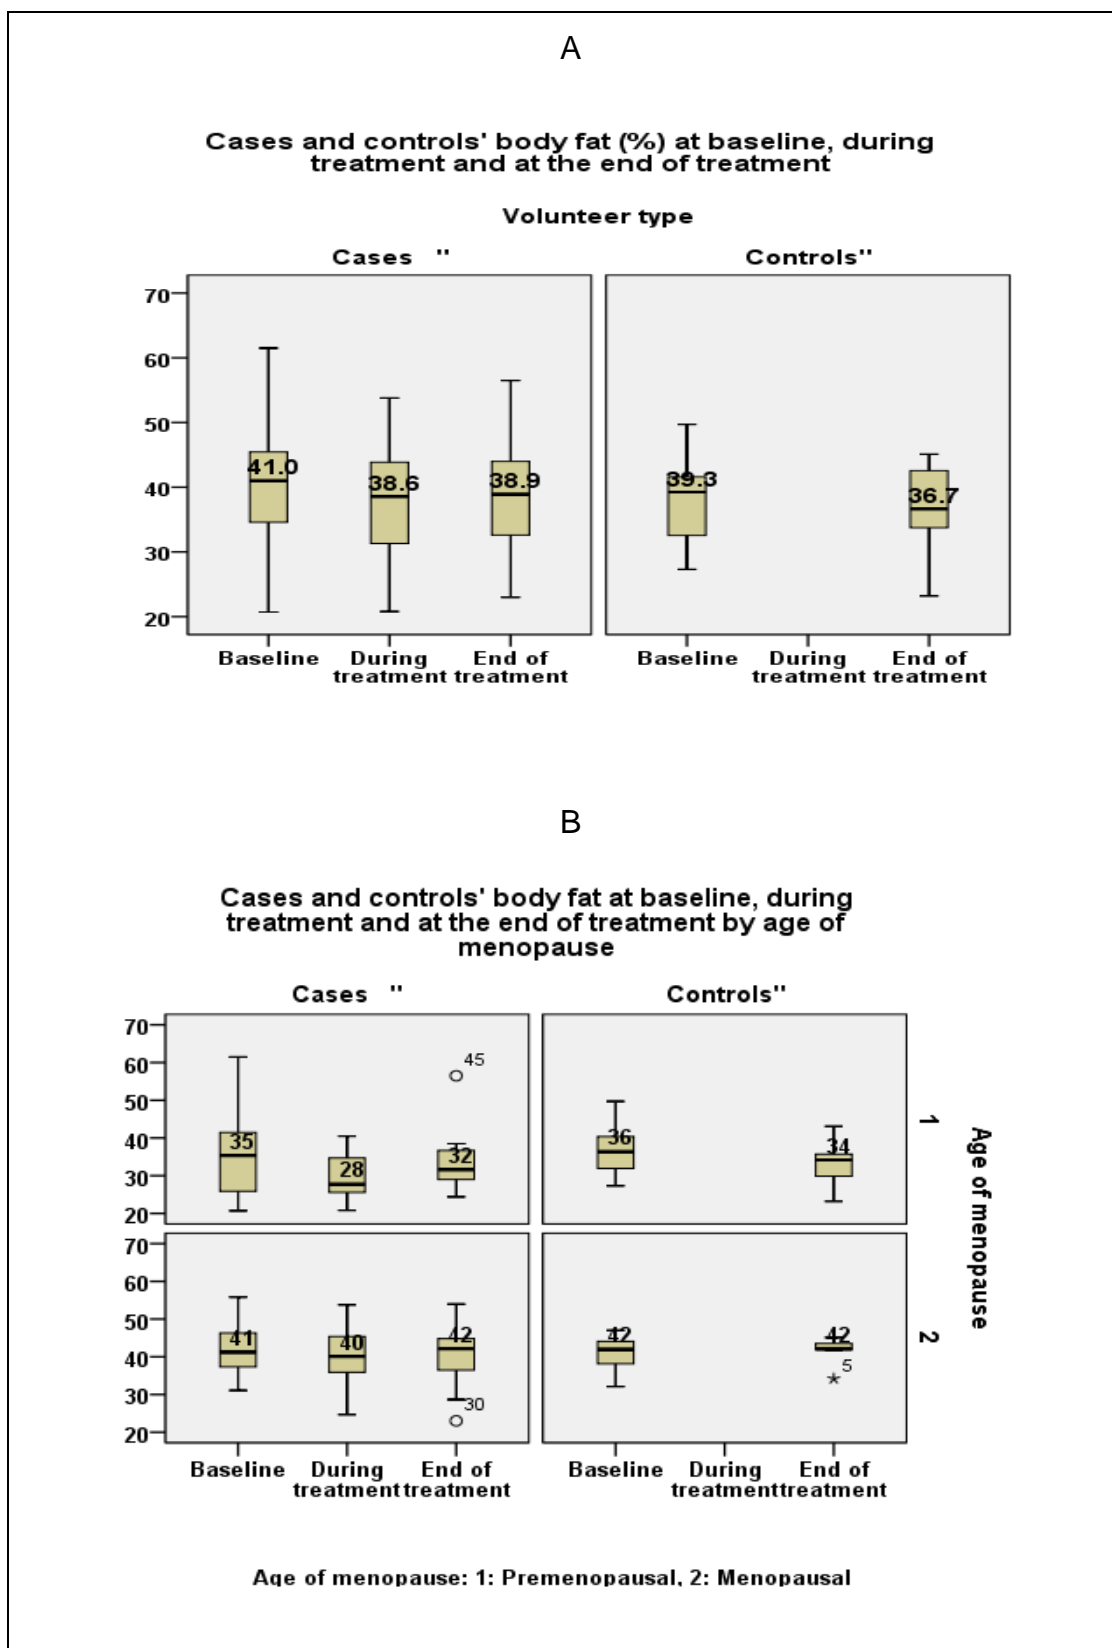 A
Cases and controls' body fat (%) at baseline, during
treatment and at the end of treatment
Volunteer type
Cases "
Controls"
70
60
50
40
30
20
41.0
38.6
38.9
39.3
36.7
Baseline
During
treatment
End of
treatment
Baseline
During
treatment
End of
treatment
B
Cases and controls' body fat at baseline, during
treatment and at the end of treatment by age of
menopause
Cases "
Controls"
70
60
50
40
30
20
35
28
32
45
36
34
1
70
60
50
40
30
20
41
40
42
30
42
42
5
2
Age of menopause
Baseline
During
treatment
End of
treatment
Baseline
During
treatment
End of
treatment
Age of menopause: 1: Premenopausal, 2: Menopausal